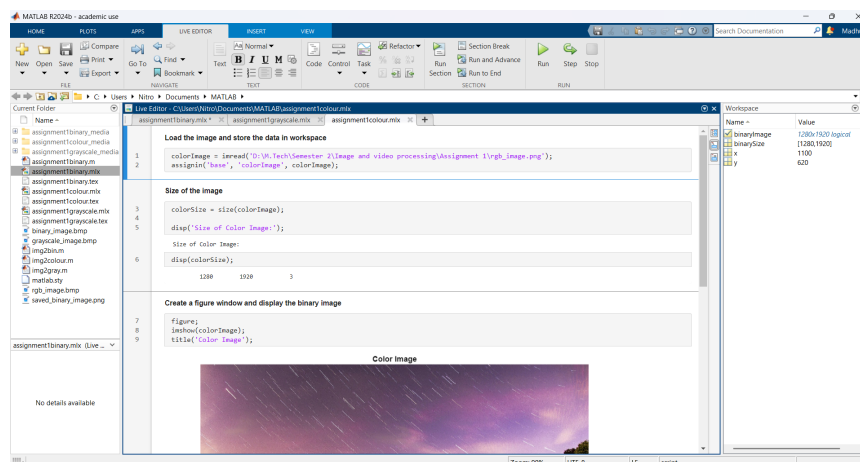 MATLAB R2024b - academic use
HOME PLOTS APPS LIVE EDITOR INSERT VIEW
Search Documentation
Madhu
New Open Save Compare Print Export
Go To Find Bookmark
Text Aa Normal B I U M
Code Control Task Refactor
Run Section Section Break Run and Advance Run to End
Run Step Stop
FILE NAVIGATE TEXT CODE SECTION RUN
C: Users Nitro Documents MATLAB
Current Folder
Name
assignment1binary_media
assignment1colour_media
assignment1grayscale_media
assignment1binary.m
assignment1binary.mlx
assignment1binary.tex
assignment1colour.mlx
assignment1colour.tex
assignment1grayscale.mlx
assignment1grayscale.tex
binary_image.bmp
grayscale_image.bmp
img2bin.m
img2colour.m
img2gray.m
matlab.sty
rgb_image.bmp
saved_binary_image.png
assignment1binary.mlx (Live ...
No details available
Live Editor - C:\Users\Nitro\Documents\MATLAB\assignment1colour.mlx
assignment1binary.mlx * assignment1grayscale.mlx assignment1colour.mlx +
Load the image and store the data in workspace
1 colorImage = imread('D:\M.Tech\Semester 2\Image and video processing\Assignment 1\rgb_image.png');
2 assignin('base', 'colorImage', colorImage);
Size of the image
3 colorSize = size(colorImage);
4
5 disp('Size of Color Image:');
Size of Color Image:
6 disp(colorSize);
1280 1920 3
Create a figure window and display the binary image
7 figure;
8 imshow(colorImage);
9 title('Color Image');
Color Image
Workspace
Name Value
binaryImage 1280x1920 logical
binarySize [1280,1920]
x 1100
y 620